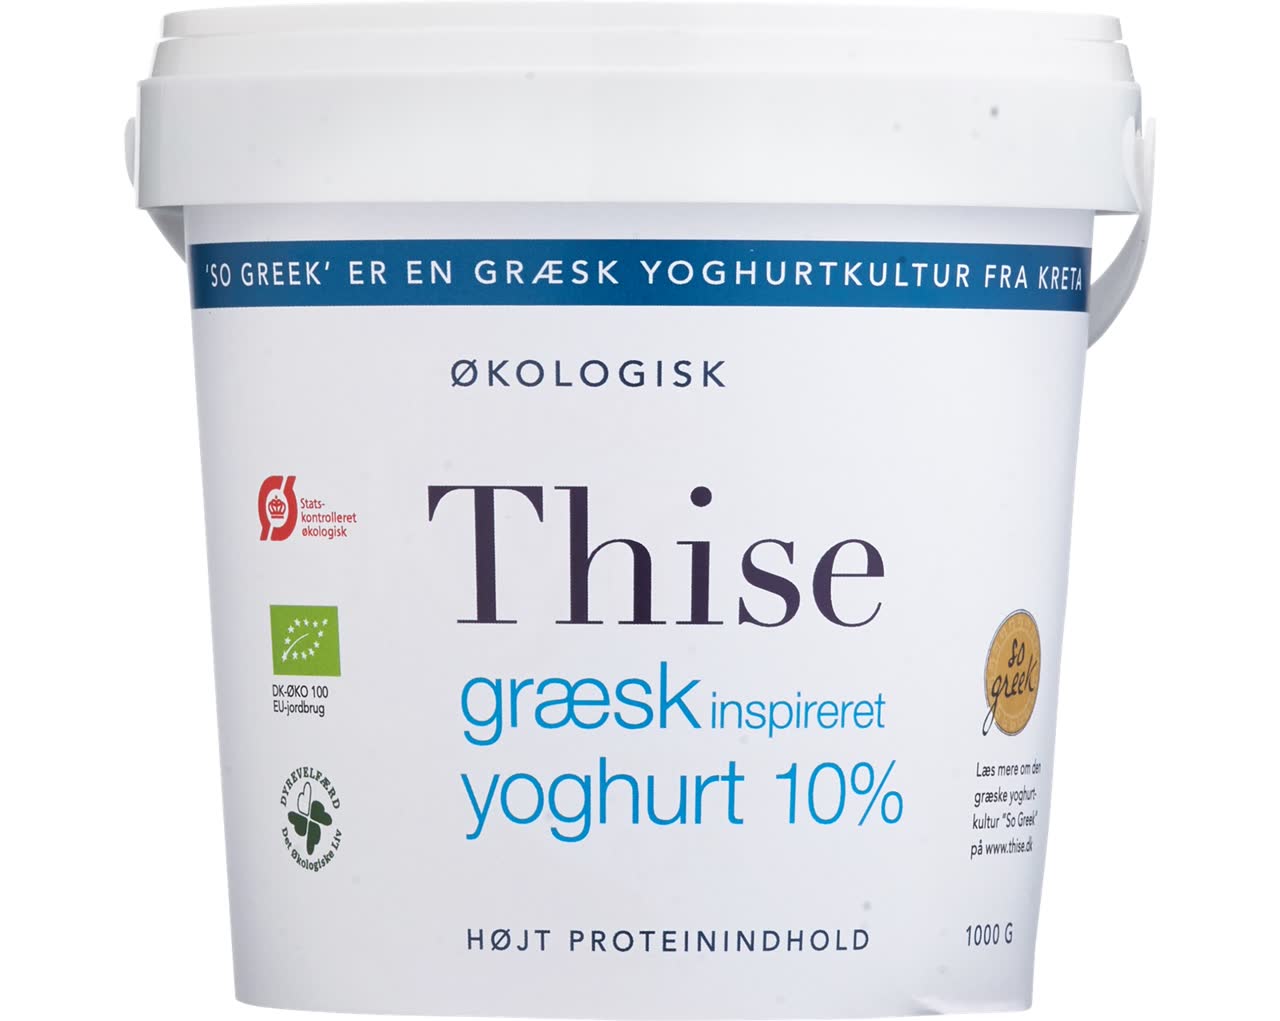 'SO GREEK' ER EN GRÆSK YOGHURTKULTUR FRA KRETA
ØKOLOGISK
Stats-
kontrolleret
økologisk
Thise
græsk inspireret
yoghurt 10%
DK-ØKO 100
EU-jordbrug
so
greek
Læs mere om den
græske yoghurt-
kultur "So Greek"
på www.thise.dk
DYREVELFÆRD
Det Økologiske Liv
HØJT PROTEININDHOLD
1000 G